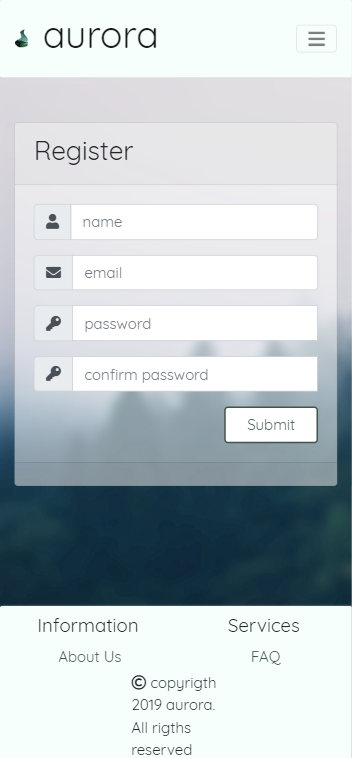 aurora
Register
name
email
password
confirm password
Submit
Information
Services
About Us
FAQ
© copyrigth
2019 aurora.
All rigths
reserved